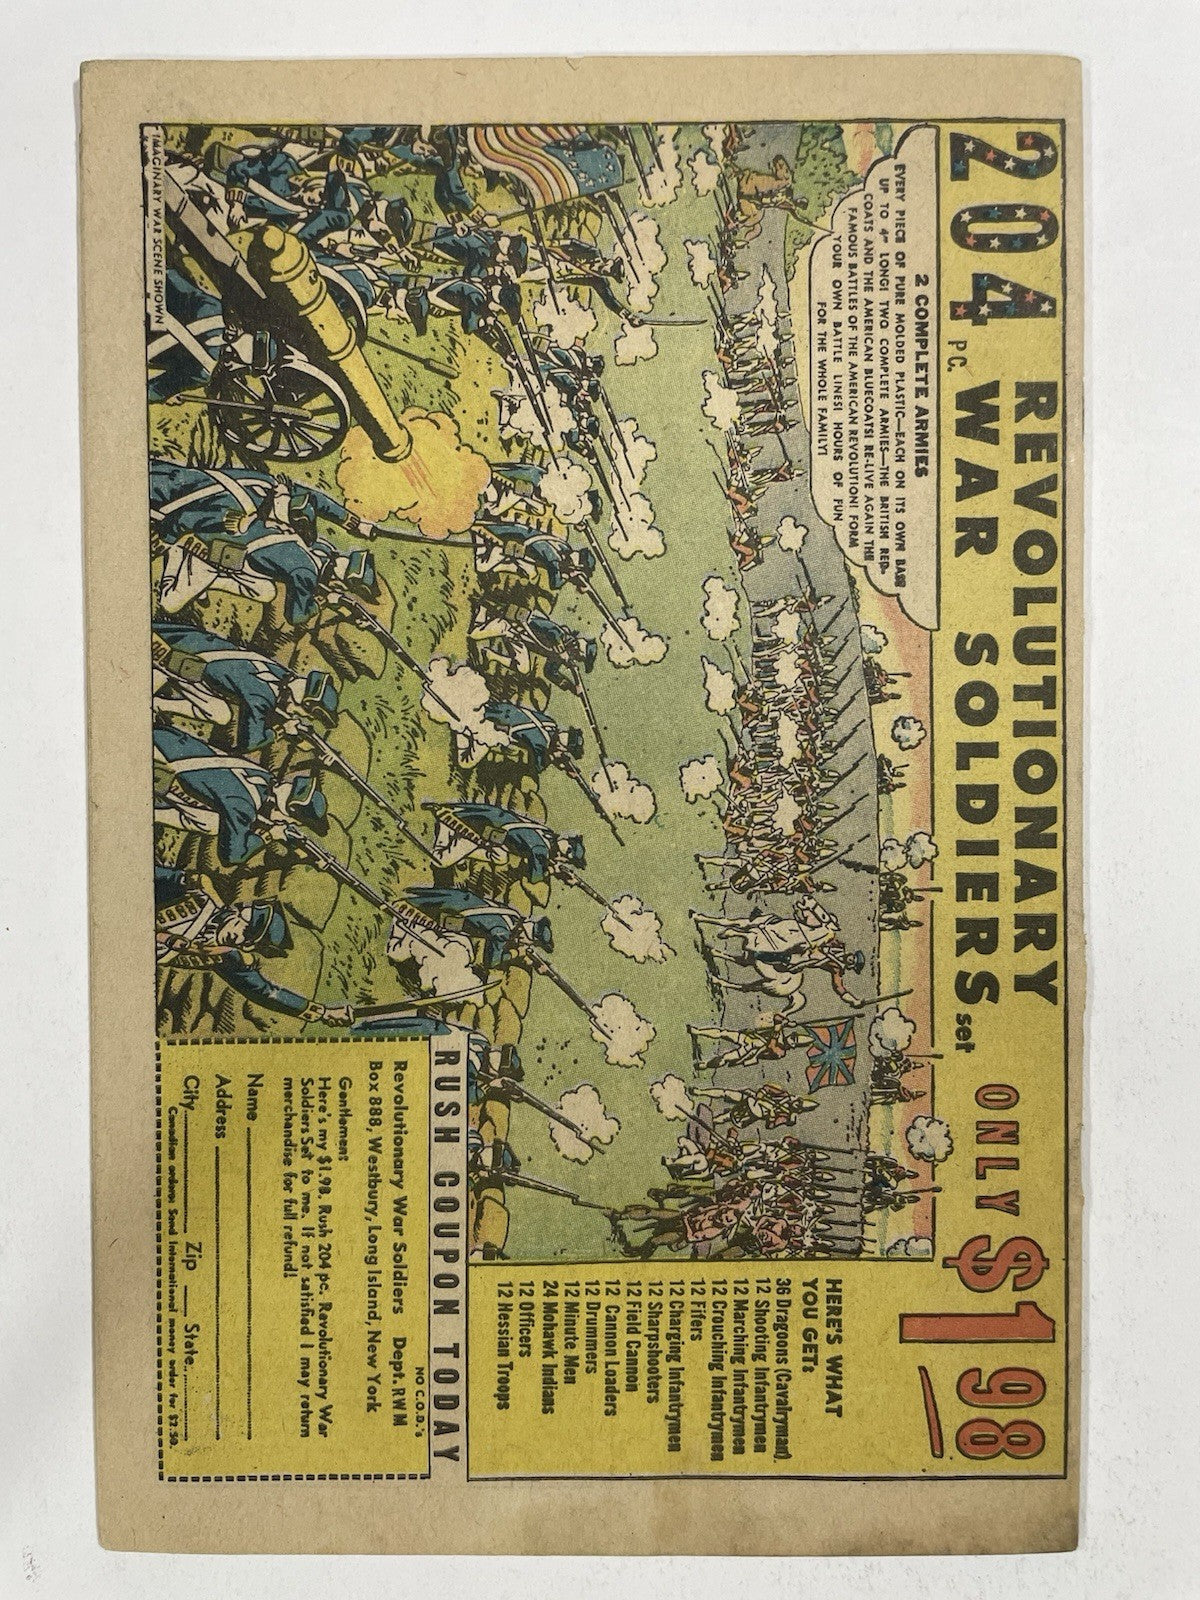 204 PC. REVOLUTIONARY
WAR SOLDIERS set
ONLY $1 98
2 COMPLETE ARMIES
EVERY PIECE OF PURE MOLDED PLASTIC—EACH ON ITS OWN BASE
UP TO 4" LONG! TWO COMPLETE ARMIES—THE BRITISH RED-
COATS AND THE AMERICAN BLUECOATS! RE-LIVE AGAIN THE
FAMOUS BATTLES OF THE AMERICAN REVOLUTION! FORM
YOUR OWN BATTLE LINES! HOURS OF FUN
FOR THE WHOLE FAMILY!
HERE'S WHAT
YOU GET:
36 Dragoons (Cavalryman)
12 Shooting Infantrymen
12 Marching Infantrymen
12 Crouching Infantrymen
12 Fifers
12 Charging Infantrymen
12 Sharpshooters
12 Field Cannon
12 Cannon Loaders
12 Drummers
12 Minute Men
24 Mohawk Indians
12 Officers
12 Hessian Troops
IMAGINARY WAR SCENE SHOWN
RUSH COUPON TODAY
NO C.O.D.'s
Revolutionary War Soldiers Dept. RWM
Box 888, Westbury, Long Island, New York
Gentlemen:
Here's my $1.98. Rush 204 pc. Revolutionary War
Soldiers Set to me. If not satisfied I may return
merchandise for full refund!
Name
Address
City Zip State
Canadian orders: Send international money order for $2.50.